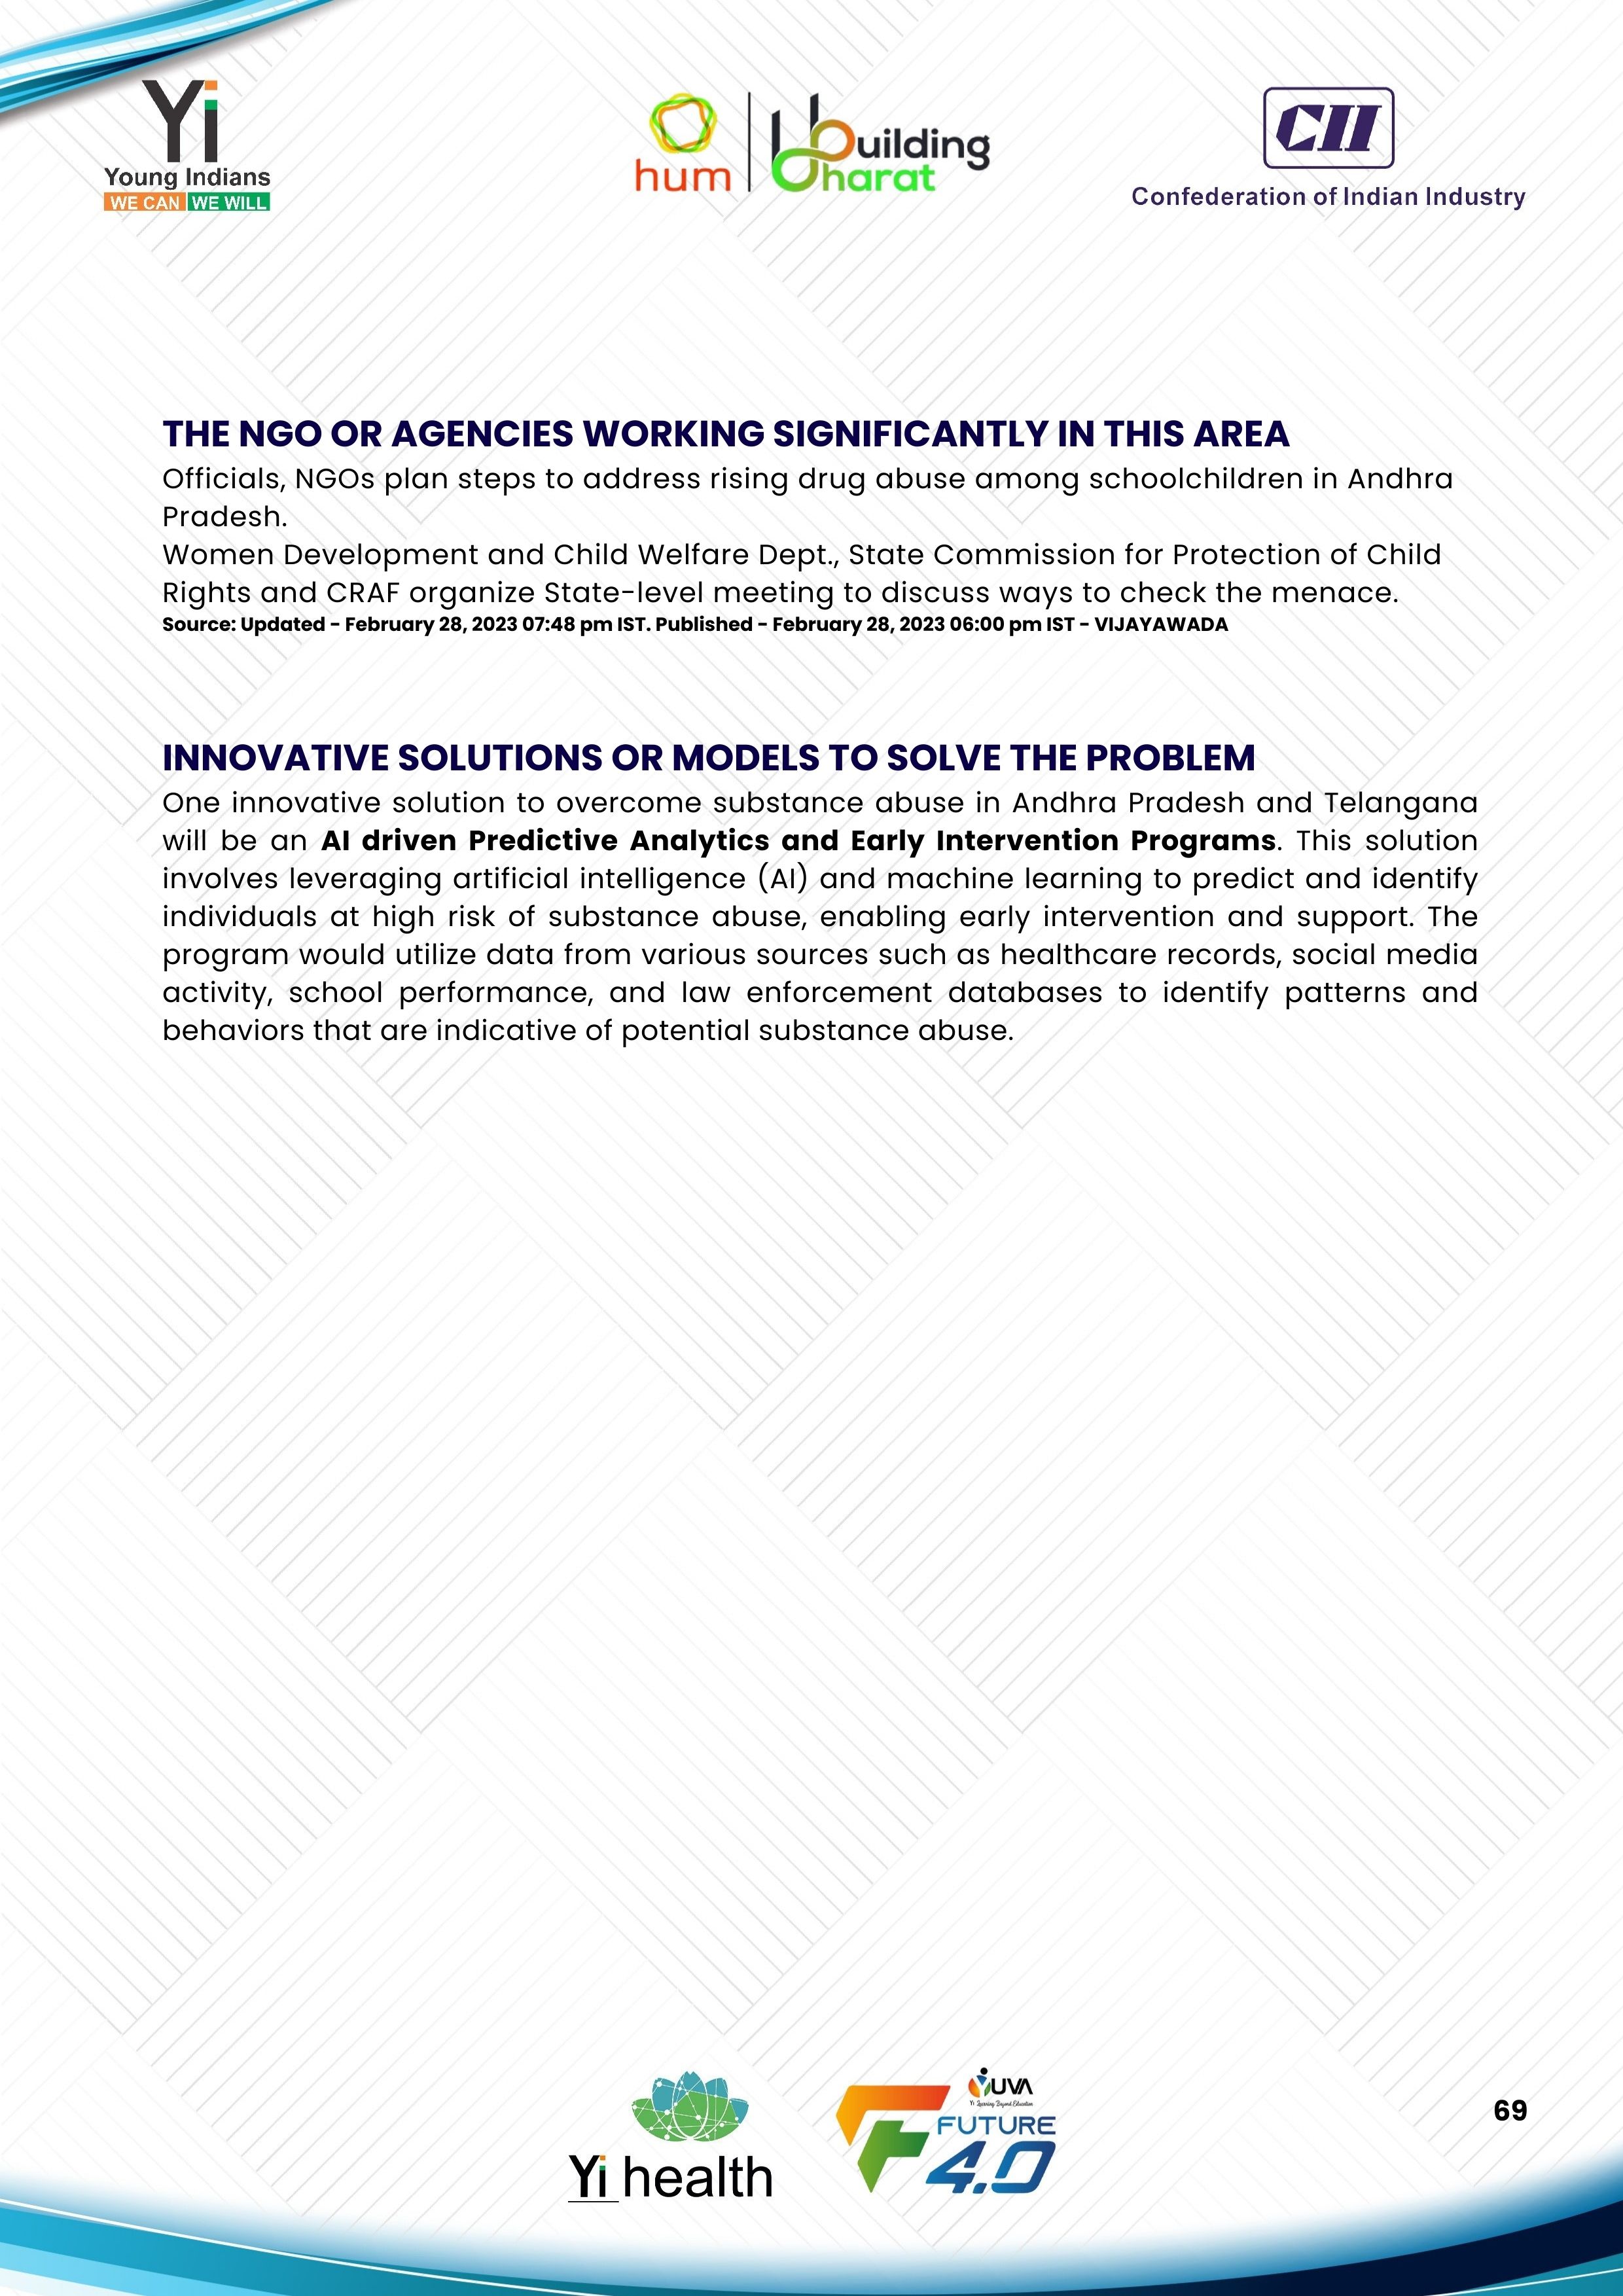 Yi
Young Indians
WE CAN WE WILL
hum
Building
Bharat
CII
Confederation of Indian Industry
THE NGO OR AGENCIES WORKING SIGNIFICANTLY IN THIS AREA
Officials, NGOs plan steps to address rising drug abuse among schoolchildren in Andhra
Pradesh.
Women Development and Child Welfare Dept., State Commission for Protection of Child
Rights and CRAF organize State-level meeting to discuss ways to check the menace.
Source: Updated - February 28, 2023 07:48 pm IST. Published - February 28, 2023 06:00 pm IST - VIJAYAWADA
INNOVATIVE SOLUTIONS OR MODELS TO SOLVE THE PROBLEM
One innovative solution to overcome substance abuse in Andhra Pradesh and Telangana
will be an AI driven Predictive Analytics and Early Intervention Programs. This solution
involves leveraging artificial intelligence (AI) and machine learning to predict and identify
individuals at high risk of substance abuse, enabling early intervention and support. The
program would utilize data from various sources such as healthcare records, social media
activity, school performance, and law enforcement databases to identify patterns and
behaviors that are indicative of potential substance abuse.
Yi health
YUVA
Yi Learning Beyond Education
FUTURE
4.0
69